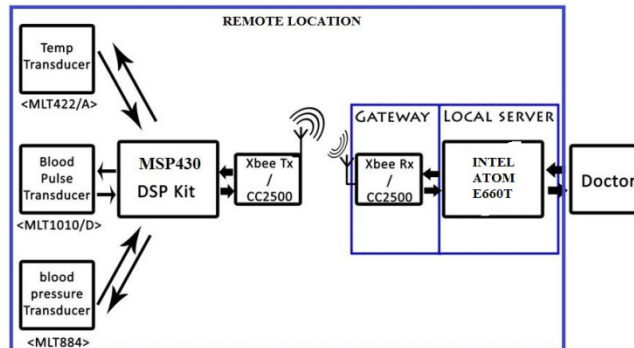 REMOTE LOCATION
Temp
Transducer
<MLT422/A>
Blood
Pulse
Transducer
<MLT1010/D>
blood
pressure
Transducer
<MLT884>
MSP430
DSP Kit
Xbee Tx
/
CC2500
GATEWAY
Xbee Rx
/
CC2500
LOCAL SERVER
INTEL
ATOM
E660T
Doctor